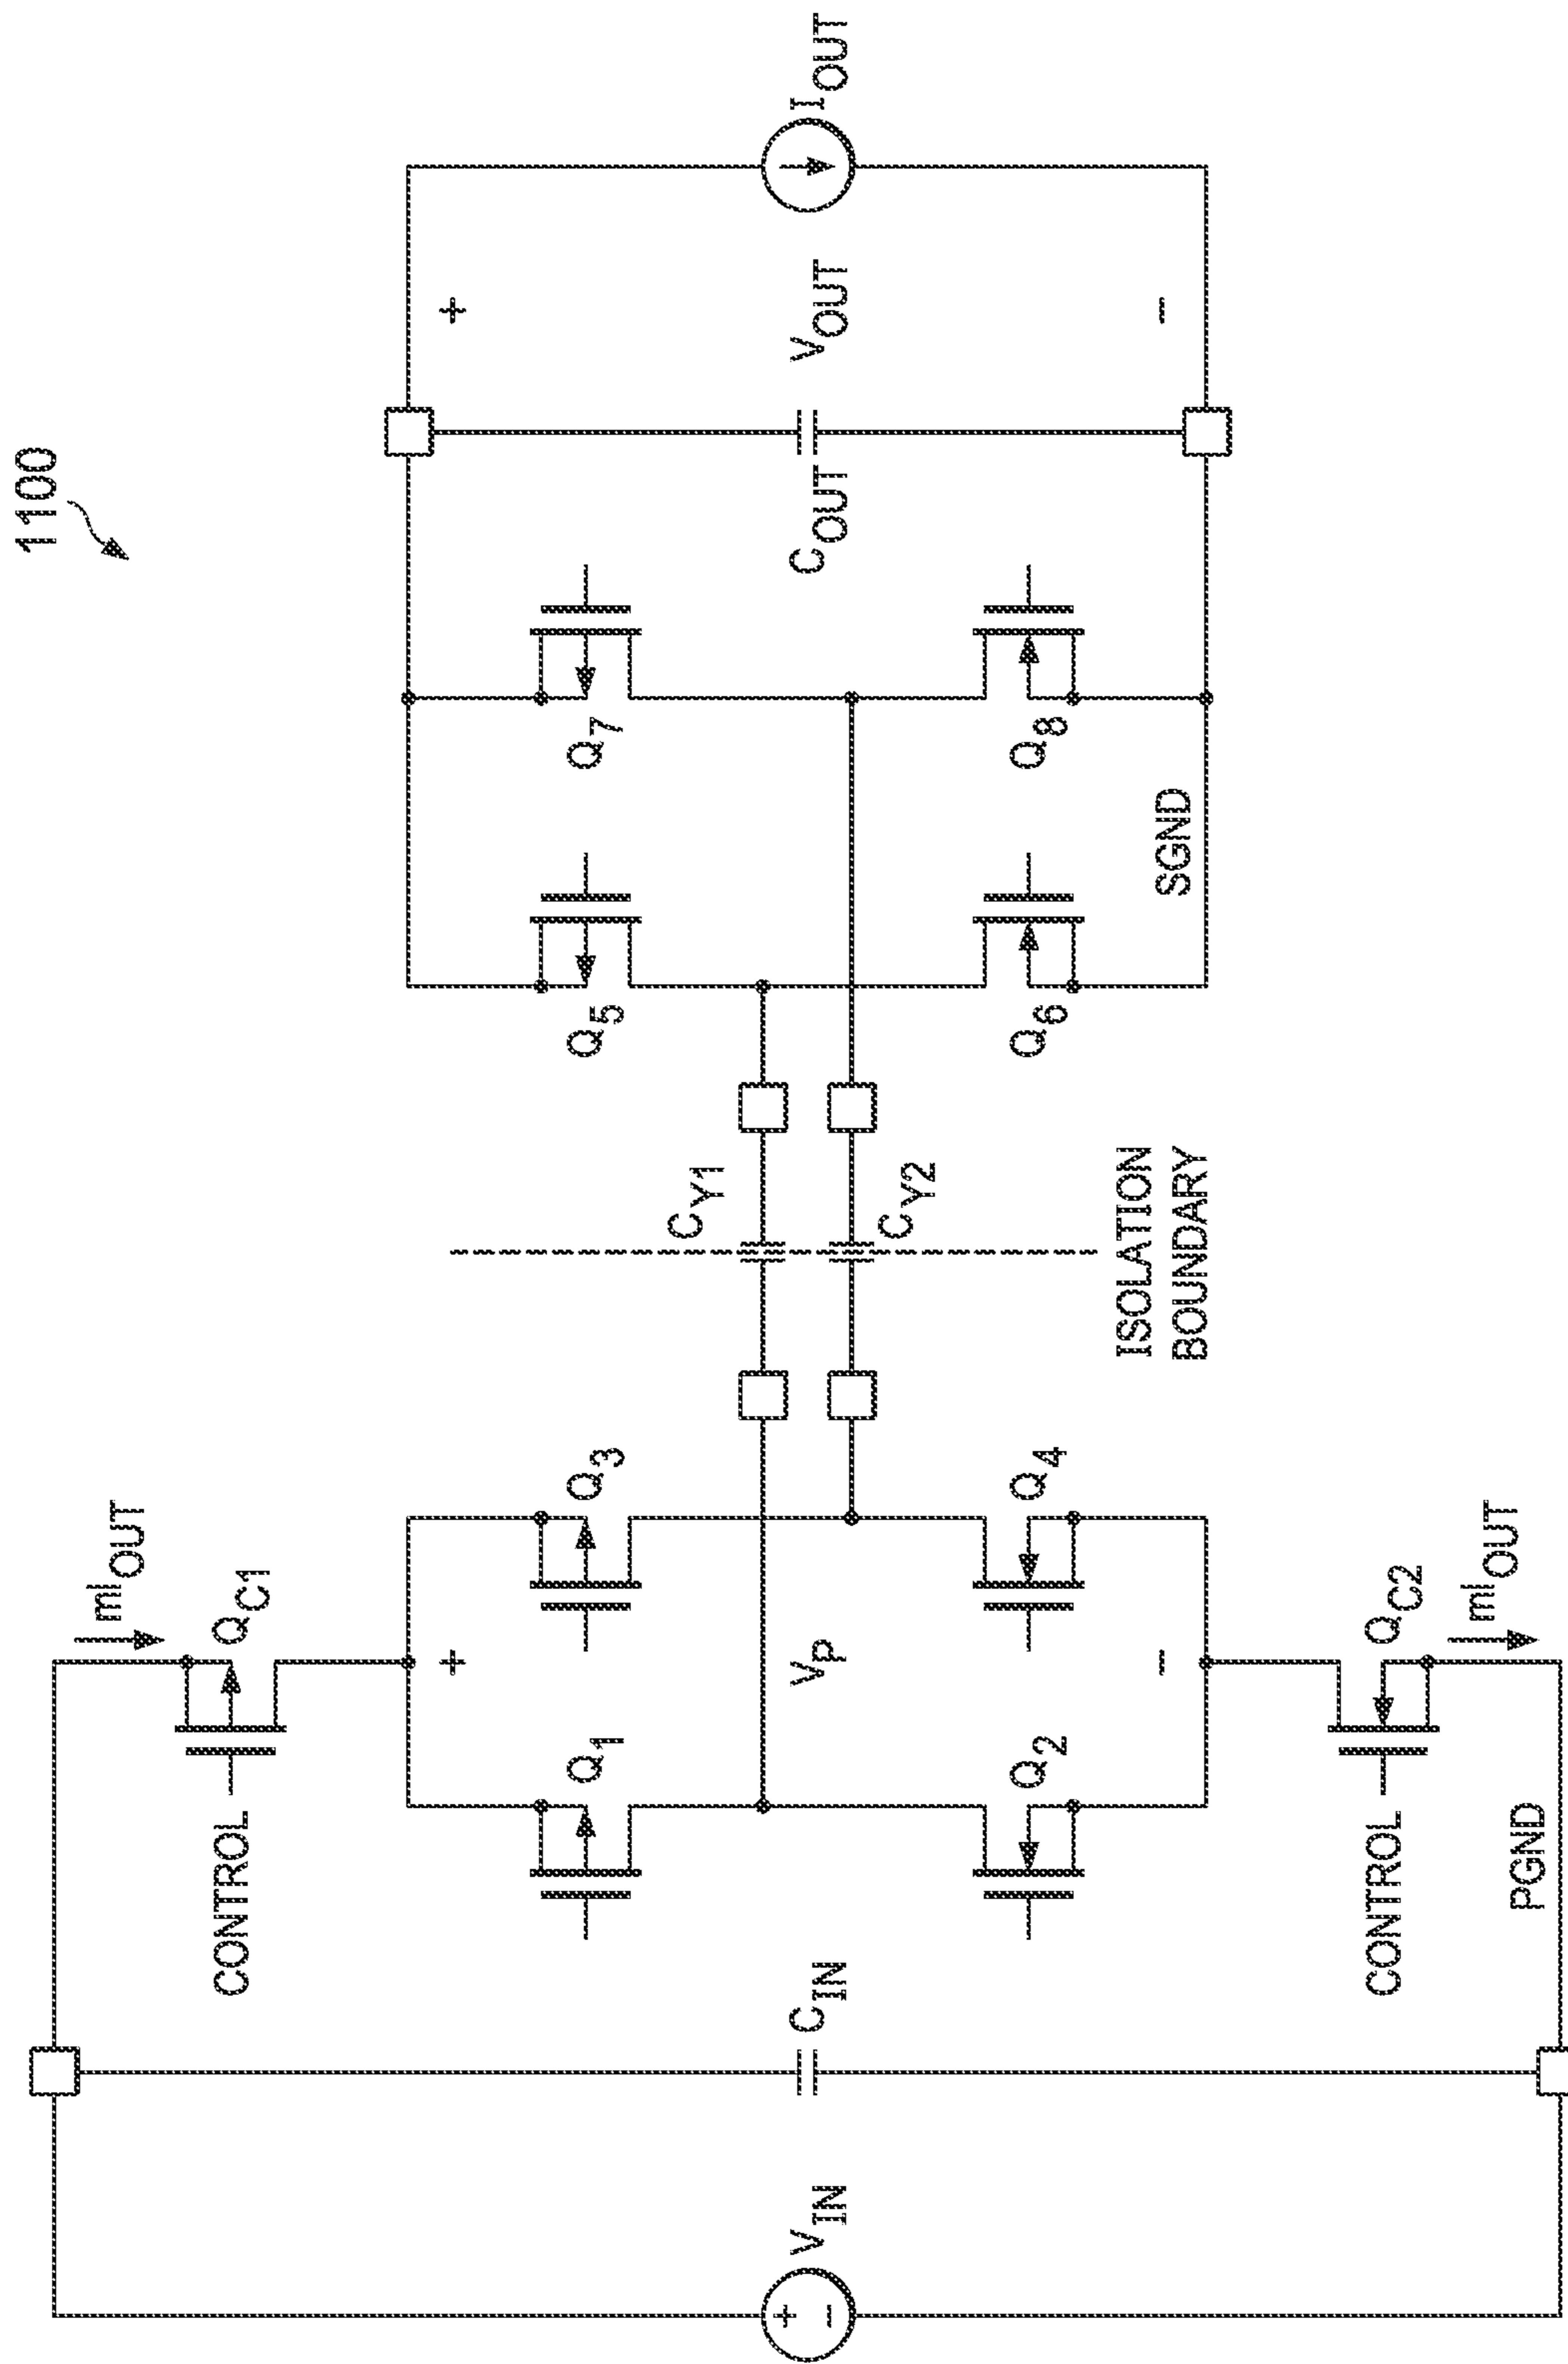 1100
mI_OUT
Q_C1
CONTROL
Q_1
Q_3
Q_5
Q_7
+
+
V_IN
+
−
C_IN
V_P
C_Y1
C_Y2
C_OUT
V_OUT
I_OUT
Q_2
Q_4
Q_6
Q_8
−
−
SGND
ISOLATION
BOUNDARY
CONTROL
Q_C2
mI_OUT
PGND